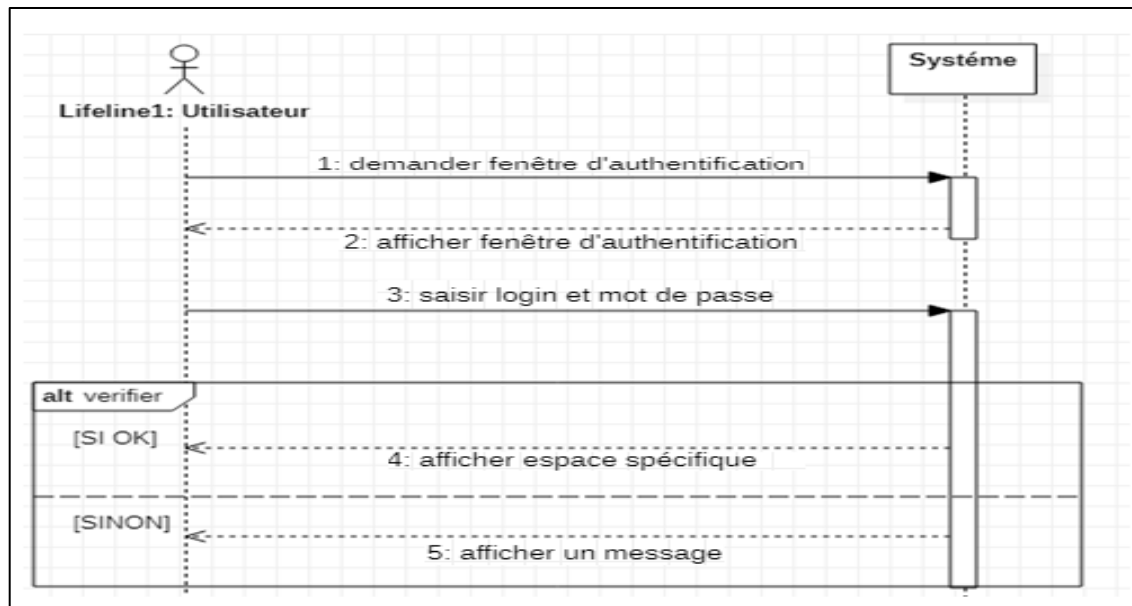 Systéme
Lifeline1: Utilisateur
1: demander fenêtre d'authentification
2: afficher fenêtre d'authentification
3: saisir login et mot de passe
alt verifier
[SI OK]
4: afficher espace spécifique
[SINON]
5: afficher un message